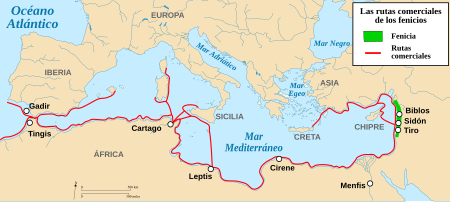 Océano
Atlántico
EUROPA
Las rutas comerciales
de los fenicios
Fenicia
Rutas
comerciales
Mar Negro
Mar Adriático
IBERIA
ASIA
Mar
Egeo
Gadir
Biblos
Sidón
Tiro
SICILIA
CHIPRE
Tingis
Cartago
CRETA
Mar
Mediterráneo
ÁFRICA
Leptis
Cirene
Menfis